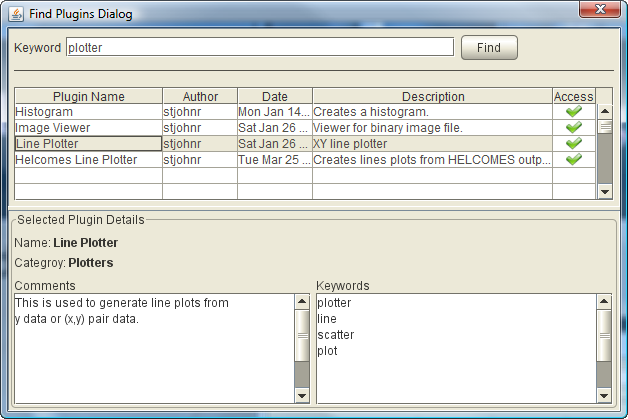 Find Plugins Dialog
Keyword plotter Find
Plugin Name Author Date Description Access
Histogram stjohnr Mon Jan 14... Creates a histogram.
Image Viewer stjohnr Sat Jan 26 ... Viewer for binary image file.
Line Plotter stjohnr Sat Jan 26 ... XY line plotter
Helcomes Line Plotter stjohnr Tue Mar 25 ... Creates lines plots from HELCOMES outp...
Selected Plugin Details
Name: Line Plotter
Categroy: Plotters
Comments
This is used to generate line plots from
y data or (x,y) pair data.
Keywords
plotter
line
scatter
plot